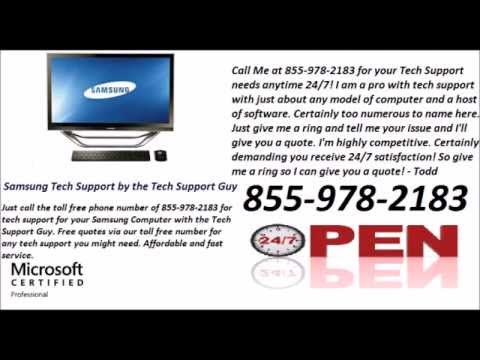 SAMSUNG
Call Me at 855-978-2183 for your Tech Support
needs anytime 24/7! I am a pro with tech support
with just about any model of computer and a host
of software. Certainly too numerous to name here.
Just give me a ring and tell me your issue and I'll
give you a quote. I'm highly competitive. Certainly
demanding you receive 24/7 satisfaction! So give
me a ring so I can give you a quote! - Todd
855-978-2183
24/7
OPEN
Samsung Tech Support by the Tech Support Guy
Just call the toll free phone number of 855-978-2183 for
tech support for your Samsung Computer with the Tech
Support Guy. Free quotes via our toll free number for
any tech support you might need. Affordable and fast
service.
Microsoft
CERTIFIED
Professional